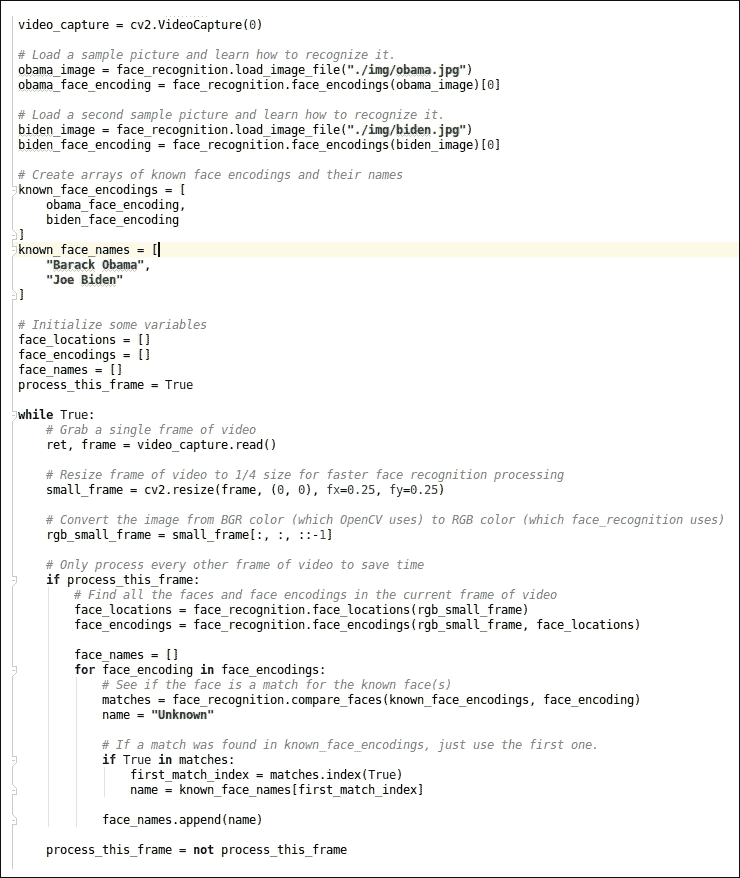 video_capture = cv2.VideoCapture(0)

# Load a sample picture and learn how to recognize it.
obama_image = face_recognition.load_image_file("./img/obama.jpg")
obama_face_encoding = face_recognition.face_encodings(obama_image)[0]

# Load a second sample picture and learn how to recognize it.
biden_image = face_recognition.load_image_file("./img/biden.jpg")
biden_face_encoding = face_recognition.face_encodings(biden_image)[0]

# Create arrays of known face encodings and their names
known_face_encodings = [
    obama_face_encoding,
    biden_face_encoding
]
known_face_names = [
    "Barack Obama",
    "Joe Biden"
]

# Initialize some variables
face_locations = []
face_encodings = []
face_names = []
process_this_frame = True

while True:
    # Grab a single frame of video
    ret, frame = video_capture.read()

    # Resize frame of video to 1/4 size for faster face recognition processing
    small_frame = cv2.resize(frame, (0, 0), fx=0.25, fy=0.25)

    # Convert the image from BGR color (which OpenCV uses) to RGB color (which face_recognition uses)
    rgb_small_frame = small_frame[:, :, ::-1]

    # Only process every other frame of video to save time
    if process_this_frame:
        # Find all the faces and face encodings in the current frame of video
        face_locations = face_recognition.face_locations(rgb_small_frame)
        face_encodings = face_recognition.face_encodings(rgb_small_frame, face_locations)

        face_names = []
        for face_encoding in face_encodings:
            # See if the face is a match for the known face(s)
            matches = face_recognition.compare_faces(known_face_encodings, face_encoding)
            name = "Unknown"

            # If a match was found in known_face_encodings, just use the first one.
            if True in matches:
                first_match_index = matches.index(True)
                name = known_face_names[first_match_index]

            face_names.append(name)

    process_this_frame = not process_this_frame